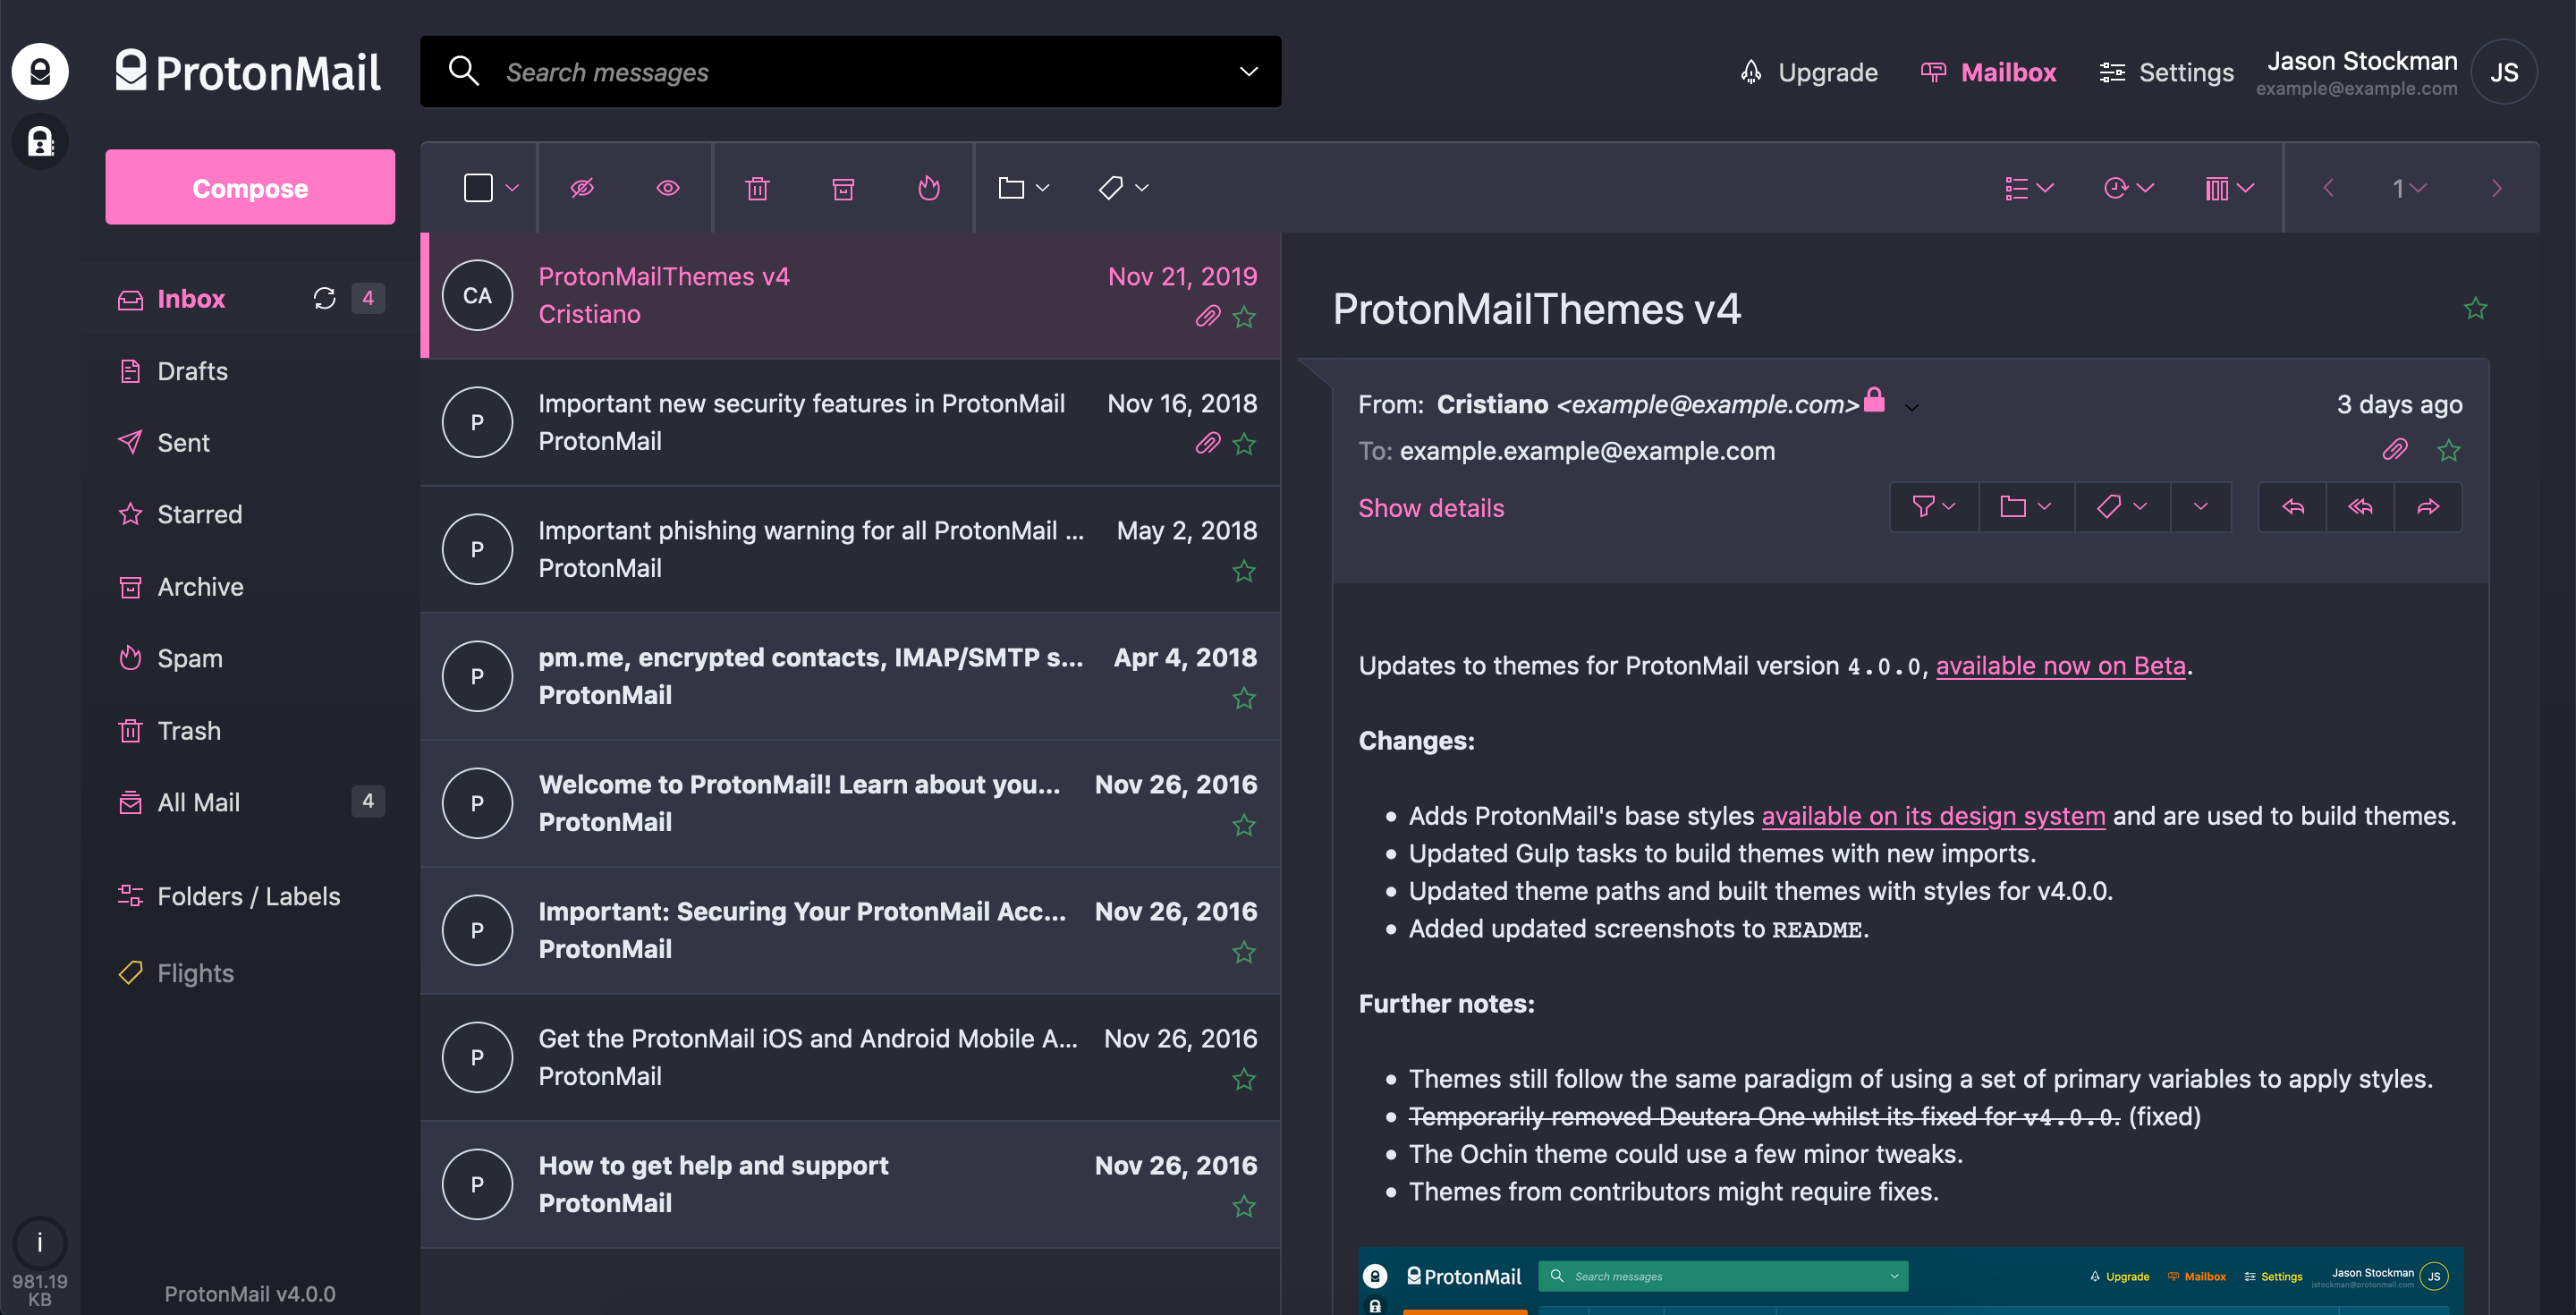 ProtonMail
Search messages
Upgrade
Mailbox
Settings
Jason Stockman
example@example.com
JS
Compose
1
Inbox
4
Drafts
Sent
Starred
Archive
Spam
Trash
All Mail
4
Folders / Labels
Flights
i
981.19
KB
ProtonMail v4.0.0
CA
ProtonMailThemes v4
Nov 21, 2019
Cristiano
P
Important new security features in ProtonMail
Nov 16, 2018
ProtonMail
P
Important phishing warning for all ProtonMail ...
May 2, 2018
ProtonMail
P
pm.me, encrypted contacts, IMAP/SMTP s...
Apr 4, 2018
ProtonMail
P
Welcome to ProtonMail! Learn about you...
Nov 26, 2016
ProtonMail
P
Important: Securing Your ProtonMail Acc...
Nov 26, 2016
ProtonMail
P
Get the ProtonMail iOS and Android Mobile A...
Nov 26, 2016
ProtonMail
P
How to get help and support
Nov 26, 2016
ProtonMail
ProtonMailThemes v4
From: Cristiano <example@example.com>
3 days ago
To: example.example@example.com
Show details
Updates to themes for ProtonMail version 4.0.0, available now on Beta.
Changes:
• Adds ProtonMail's base styles available on its design system and are used to build themes.
• Updated Gulp tasks to build themes with new imports.
• Updated theme paths and built themes with styles for v4.0.0.
• Added updated screenshots to README.
Further notes:
• Themes still follow the same paradigm of using a set of primary variables to apply styles.
• Temporarily removed Deutera One whilst its fixed for v4.0.0. (fixed)
• The Ochin theme could use a few minor tweaks.
• Themes from contributors might require fixes.
ProtonMail
Search messages
Upgrade
Mailbox
Settings
Jason Stockman
jstockman@protonmail.com
JS